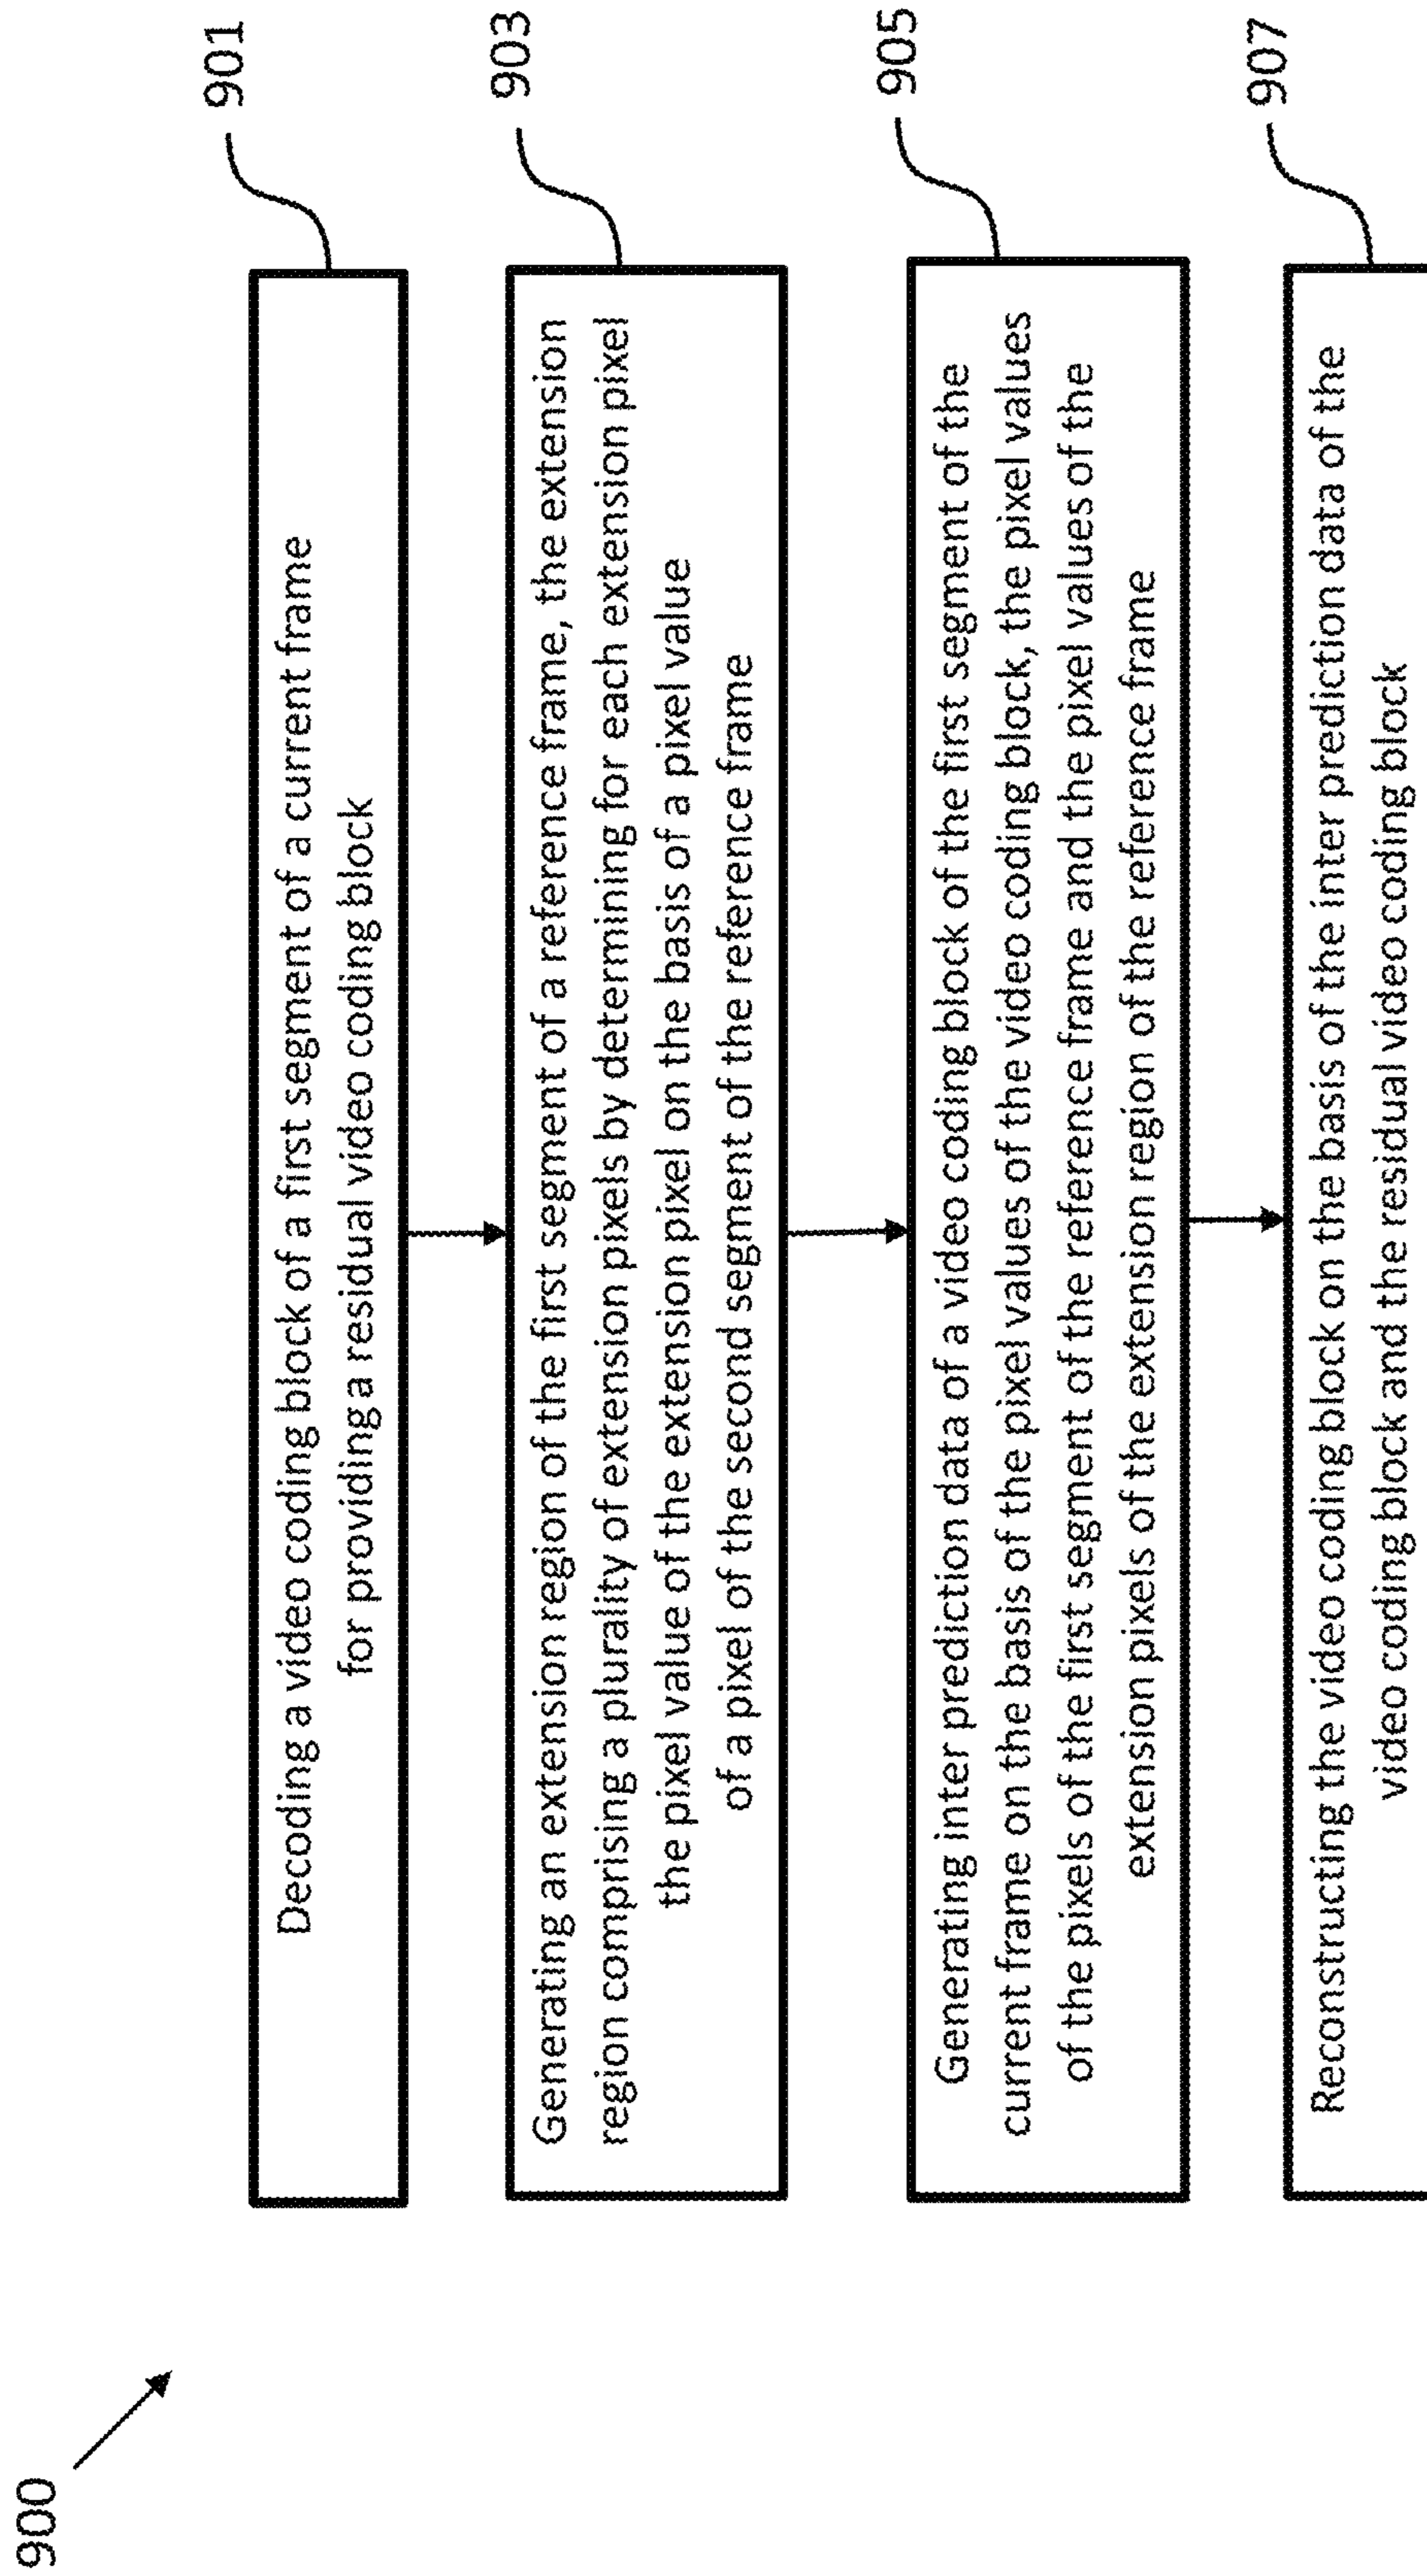 900
901
Decoding a video coding block of a first segment of a current frame
for providing a residual video coding block
903
Generating an extension region of the first segment of a reference frame, the extension
region comprising a plurality of extension pixels by determining for each extension pixel
the pixel value of the extension pixel on the basis of a pixel value
of a pixel of the second segment of the reference frame
905
Generating inter prediction data of a video coding block of the first segment of the
current frame on the basis of the pixel values of the video coding block, the pixel values
of the pixels of the first segment of the reference frame and the pixel values of the
extension pixels of the extension region of the reference frame
907
Reconstructing the video coding block on the basis of the inter prediction data of the
video coding block and the residual video coding block